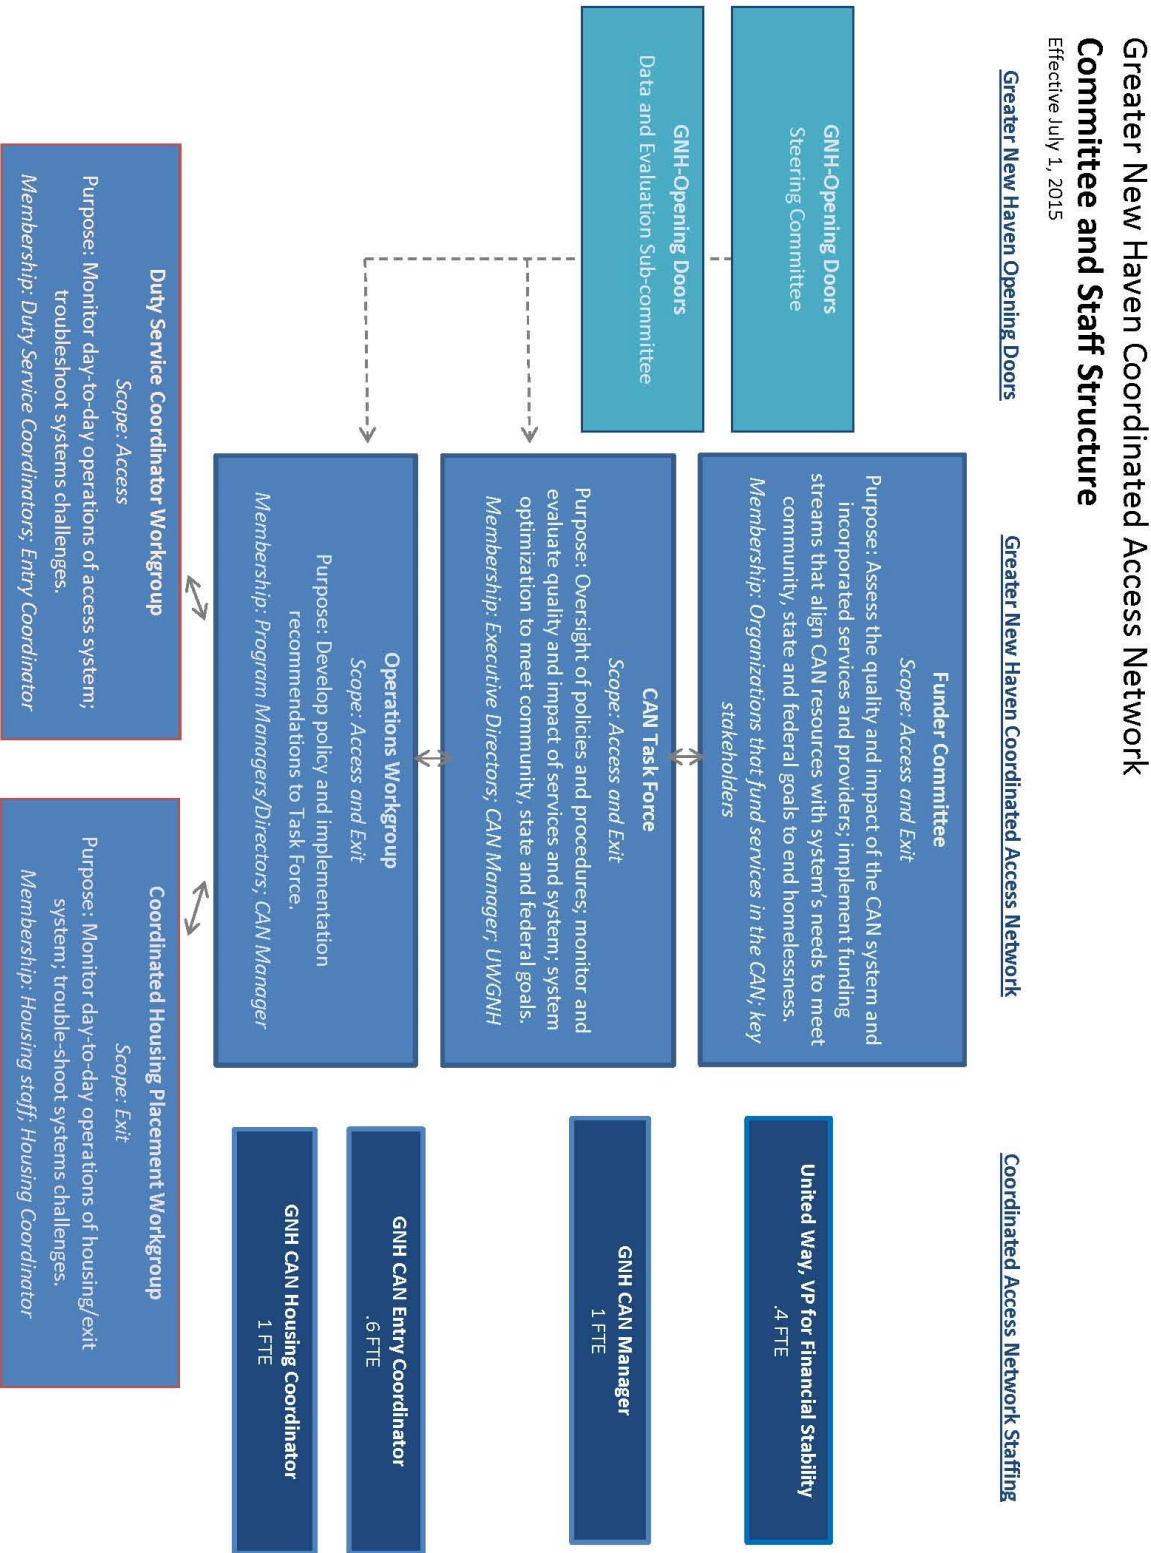 Greater New Haven Coordinated Access Network
Committee and Staff Structure
Effective July 1, 2015
Greater New Haven Opening Doors
Greater New Haven Coordinated Access Network
Coordinated Access Network Staffing
GNH-Opening Doors
Steering Committee
GNH-Opening Doors
Data and Evaluation Sub-committee
Funder Committee
Scope: Access and Exit
Purpose: Assess the quality and impact of the CAN system and
incorporated services and providers; implement funding
streams that align CAN resources with system's needs to meet
community, state and federal goals to end homelessness.
Membership: Organizations that fund services in the CAN; key
stakeholders
CAN Task Force
Scope: Access and Exit
Purpose: Oversight of policies and procedures; monitor and
evaluate quality and impact of services and system; system
optimization to meet community, state and federal goals.
Membership: Executive Directors; CAN Manager; UWGNH
Operations Workgroup
Scope: Access and Exit
Purpose: Develop policy and implementation
recommendations to Task Force.
Membership: Program Managers/Directors; CAN Manager
United Way, VP for Financial Stability
.4 FTE
GNH CAN Manager
1 FTE
GNH CAN Entry Coordinator
.6 FTE
GNH CAN Housing Coordinator
1 FTE
Duty Service Coordinator Workgroup
Scope: Access
Purpose: Monitor day-to-day operations of access system;
troubleshoot systems challenges.
Membership: Duty Service Coordinators; Entry Coordinator
Coordinated Housing Placement Workgroup
Scope: Exit
Purpose: Monitor day-to-day operations of housing/exit
system; trouble-shoot systems challenges.
Membership: Housing staff; Housing Coordinator